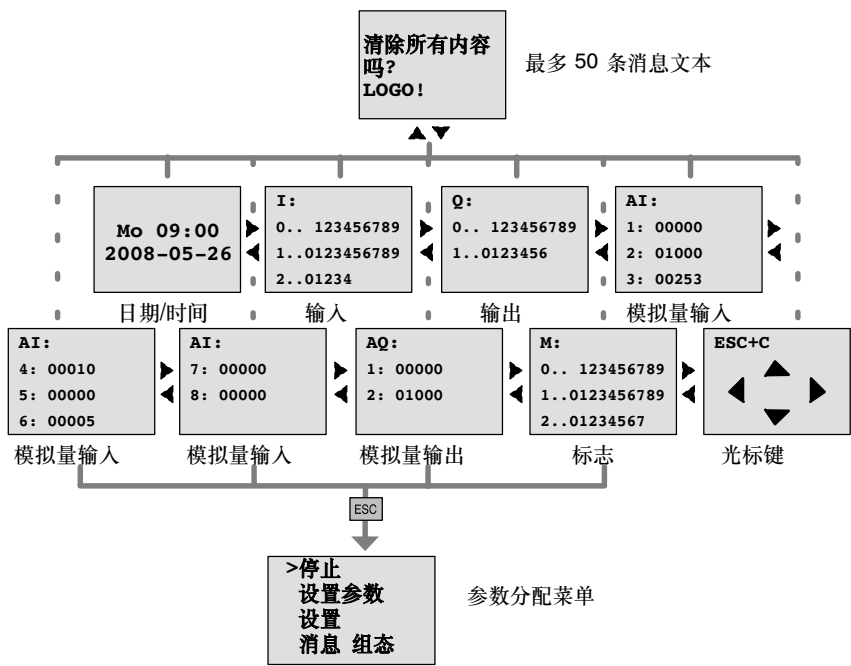 清除所有内容
吗?
LOGO!
最多 50 条消息文本
Mo 09:00
2008-05-26
日期/时间
I:
0.. 123456789
1..0123456789
2..01234
输入
Q:
0.. 123456789
1..0123456
输出
AI:
1: 00000
2: 01000
3: 00253
模拟量输入
AI:
4: 00010
5: 00000
6: 00005
模拟量输入
AI:
7: 00000
8: 00000
模拟量输入
AQ:
1: 00000
2: 01000
模拟量输出
M:
0.. 123456789
1..0123456789
2..01234567
标志
ESC+C
光标键
ESC
>停止
设置参数
设置
消息 组态
参数分配菜单